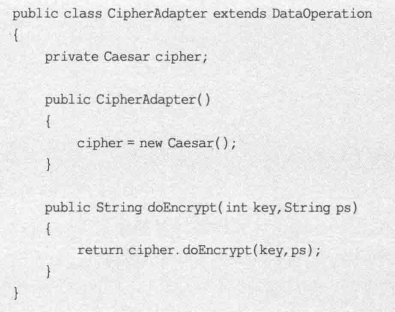 public class CipherAdapter extends DataOperation
{
    private Caesar cipher;

    public CipherAdapter()
    {
        cipher = new Caesar();
    }

    public String doEncrypt(int key,String ps)
    {
        return cipher.doEncrypt(key,ps);
    }
}